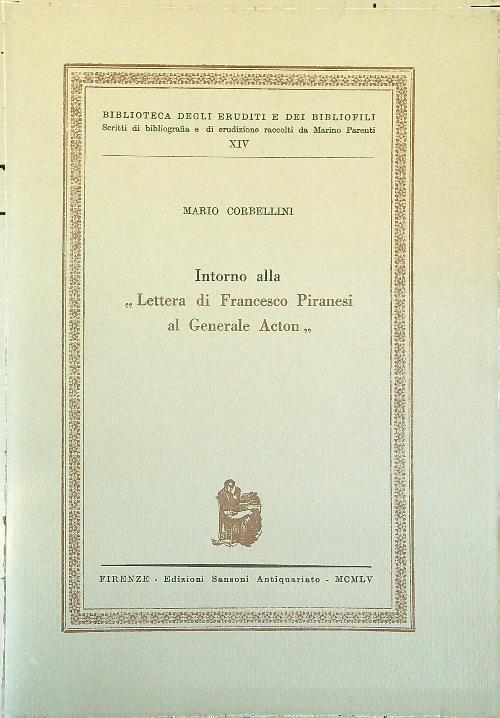 BIBLIOTECA DEGLI ERUDITI E DEI BIBLIOFILI
Scritti di bibliografia e di erudizione raccolti da Marino Parenti
XIV
MARIO CORBELLINI
Intorno alla
„ Lettera di Francesco Piranesi
al Generale Acton „
FIRENZE - Edizioni Sansoni Antiquariato - MCMLV